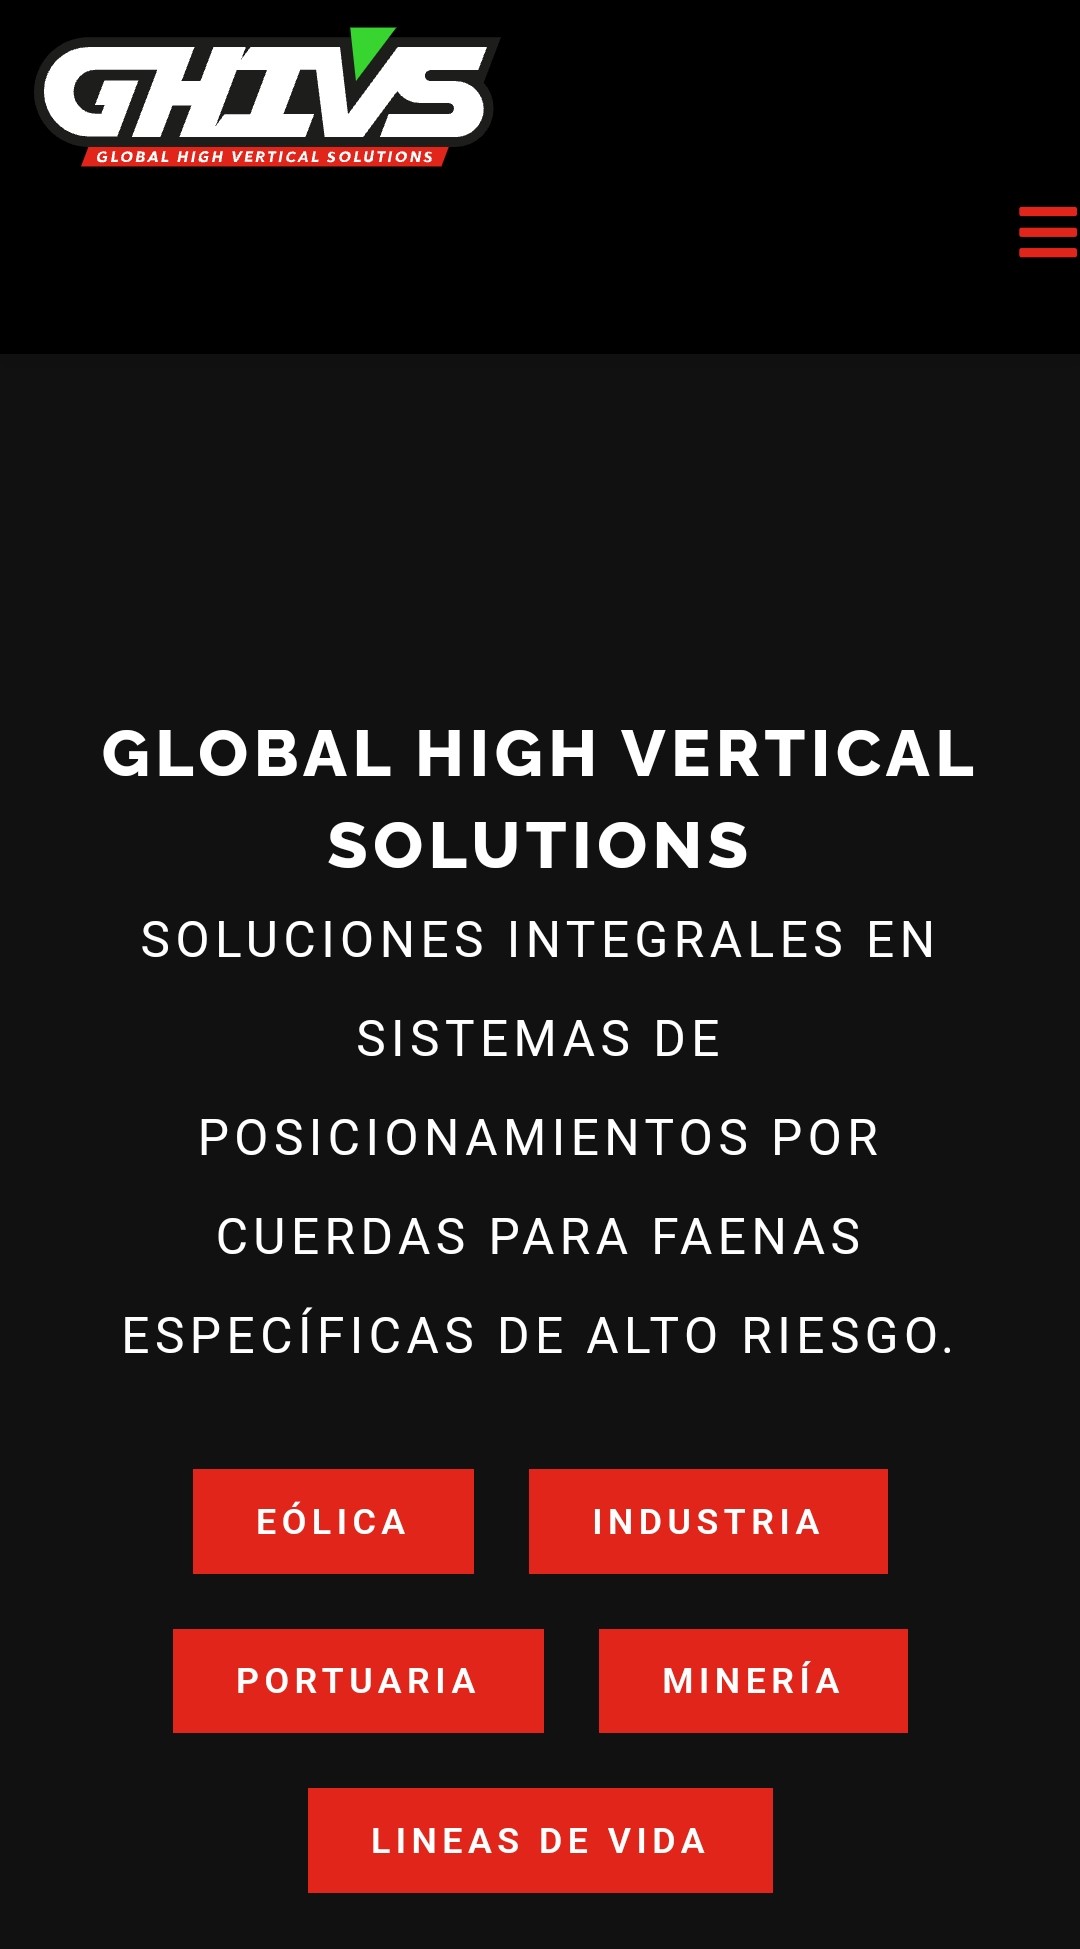 GHIVS
GLOBAL HIGH VERTICAL SOLUTIONS
GLOBAL HIGH VERTICAL
SOLUTIONS
SOLUCIONES INTEGRALES EN
SISTEMAS DE
POSICIONAMIENTOS POR
CUERDAS PARA FAENAS
ESPECÍFICAS DE ALTO RIESGO.
EÓLICA
INDUSTRIA
PORTUARIA
MINERÍA
LINEAS DE VIDA